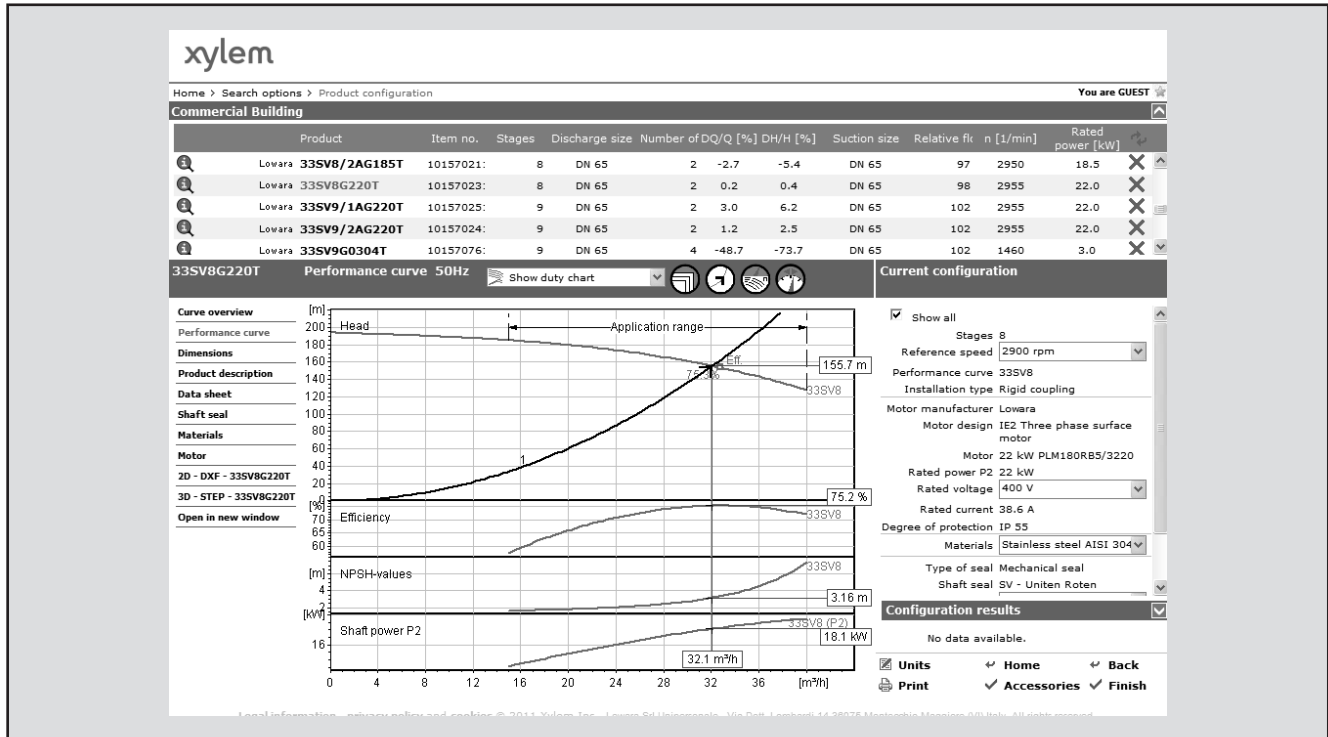 xylem
Home > Search options > Product configuration You are GUEST
Commercial Building
Product Item no. Stages Discharge size Number of DQ/Q [%] DH/H [%] Suction size Relative flc n [1/min] Rated power [kW]
Lowara 33SV8/2AG185T 10157021: 8 DN 65 2 -2.7 -5.4 DN 65 97 2950 18.5
Lowara 33SV8G220T 10157023: 8 DN 65 2 0.2 0.4 DN 65 98 2955 22.0
Lowara 33SV9/1AG220T 10157025: 9 DN 65 2 3.0 6.2 DN 65 102 2955 22.0
Lowara 33SV9/2AG220T 10157024: 9 DN 65 2 1.2 2.5 DN 65 102 2955 22.0
Lowara 33SV9G0304T 10157076: 9 DN 65 4 -48.7 -73.7 DN 65 102 1460 3.0
33SV8G220T Performance curve 50Hz Show duty chart Current configuration
Curve overview
Performance curve
Dimensions
Product description
Data sheet
Shaft seal
Materials
Motor
2D - DXF - 33SV8G220T
3D - STEP - 33SV8G220T
Open in new window
[m]
200
180
160
140
120
100
80
60
40
20
0
Head
Application range
Eff.
75.3%
155.7 m
33SV8
1
[%]
70
65
60
Efficiency
75.2 %
33SV8
[m]
4
2
NPSH-values
33SV8
3.16 m
[kW]
16
Shaft power P2
33SV8 (P2)
18.1 kW
32.1 m³/h
0 4 8 12 16 20 24 28 32 36 [m³/h]
Show all
Stages 8
Reference speed 2900 rpm
Performance curve 33SV8
Installation type Rigid coupling
Motor manufacturer Lowara
Motor design IE2 Three phase surface
motor
Motor 22 kW PLM180RB5/3220
Rated power P2 22 kW
Rated voltage 400 V
Rated current 38.6 A
Degree of protection IP 55
Materials Stainless steel AISI 304
Type of seal Mechanical seal
Shaft seal SV - Uniten Roten
Configuration results
No data available.
Units Home Back
Print Accessories Finish
Legal information - privacy policy and cookies © 2011 Xylem Inc